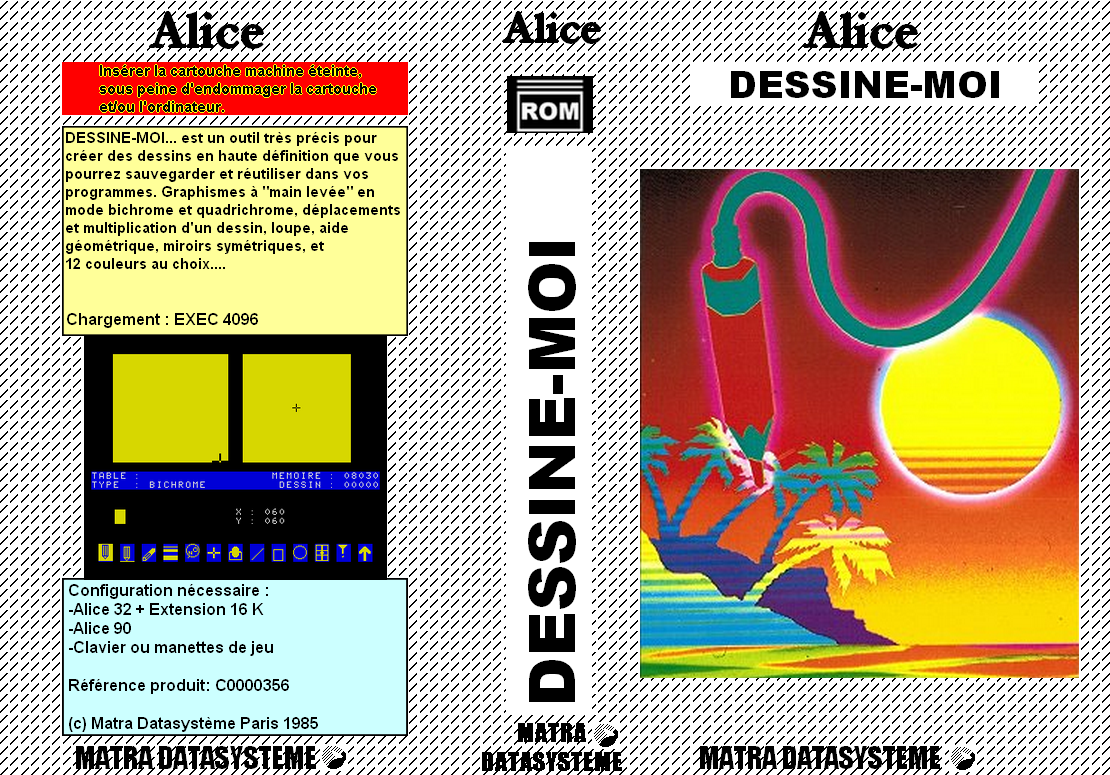 Alice
Insérer la cartouche machine éteinte,
sous peine d'endommager la cartouche
et/ou l'ordinateur.
DESSINE-MOI... est un outil très précis pour
créer des dessins en haute définition que vous
pourrez sauvegarder et réutiliser dans vos
programmes. Graphismes à "main levée" en
mode bichrome et quadrichrome, déplacements
et multiplication d'un dessin, loupe, aide
géométrique, miroirs symétriques, et
12 couleurs au choix....
Chargement : EXEC 4096
TABLE : MEMOIRE : 08030
TYPE : BICHROME DESSIN : 00000
X : 060
Y : 060
Configuration nécessaire :
-Alice 32 + Extension 16 K
-Alice 90
-Clavier ou manettes de jeu
Référence produit: C0000356
(c) Matra Datasystème Paris 1985
MATRA DATASYSTEME
Alice
ROM
DESSINE-MOI
MATRA
DATASYSTEME
Alice
DESSINE-MOI
MATRA DATASYSTEME